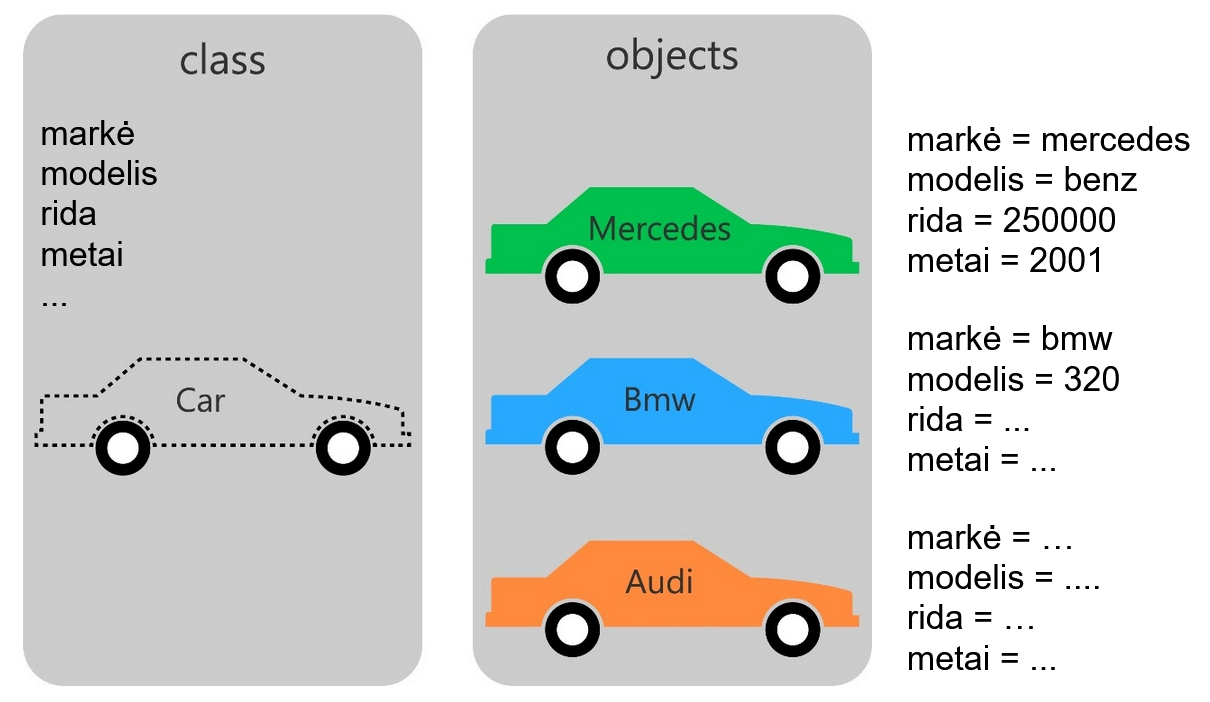 class
markė
modelis
rida
metai
...
Car
objects
Mercedes
Bmw
Audi
markė = mercedes
modelis = benz
rida = 250000
metai = 2001
markė = bmw
modelis = 320
rida = ...
metai = ...
markė = …
modelis = ....
rida = …
metai = ...